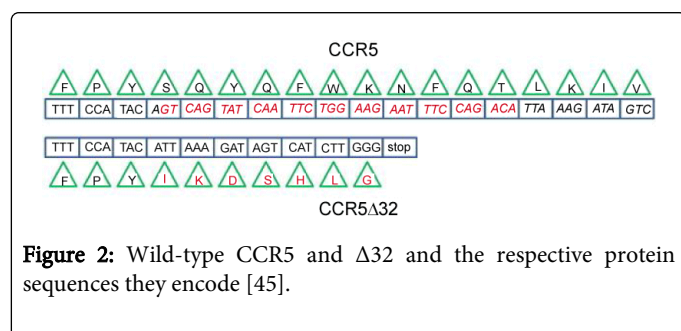 CCR5
F P Y S Q Y Q F W K N F Q T L K I V
TTT CCA TAC AGT CAG TAT CAA TTC TGG AAG AAT TTC CAG ACA TTA AAG ATA GTC
TTT CCA TAC ATT AAA GAT AGT CAT CTT GGG stop
F P Y I K D S H L G
CCR5Δ32
Figure 2: Wild-type CCR5 and Δ32 and the respective protein
sequences they encode [45].